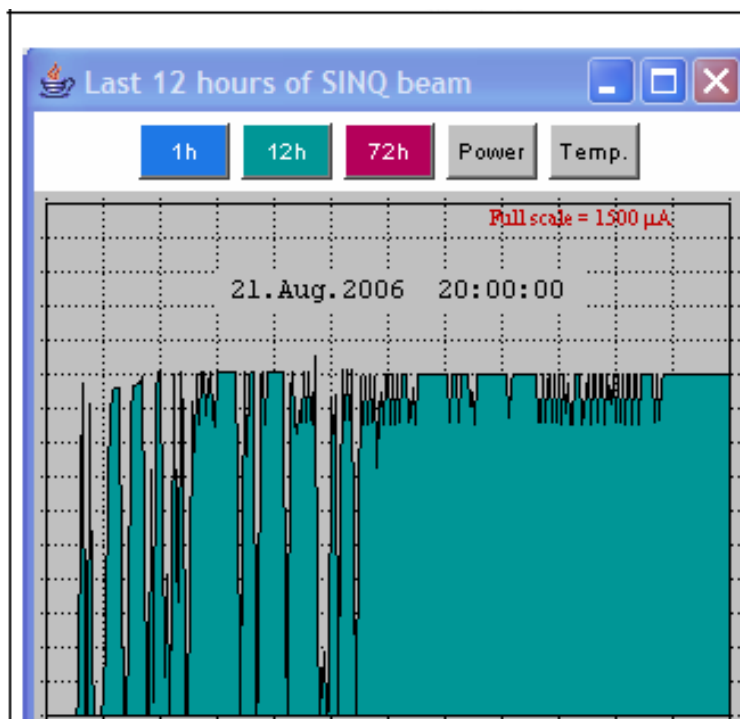 Last 12 hours of SINQ beam
1h 12h 72h Power Temp.
Full scale = 1500 μA
21.Aug.2006 20:00:00